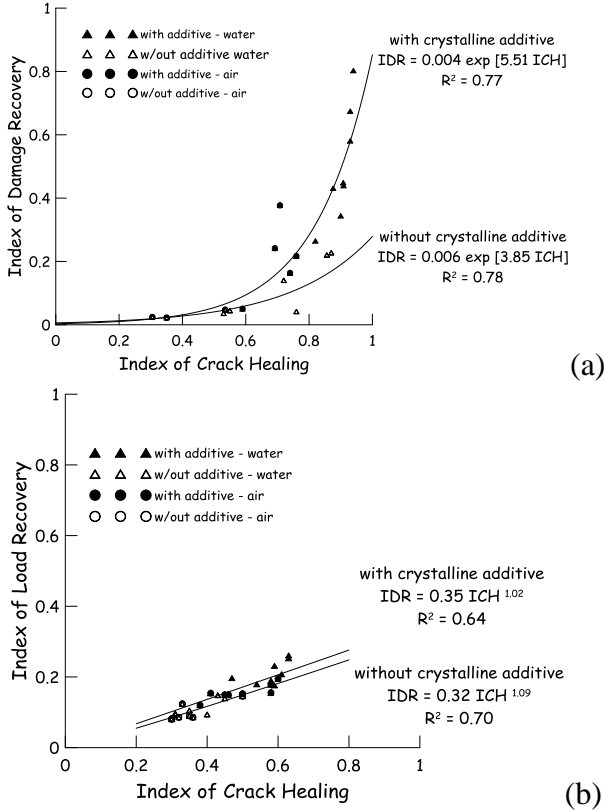 1
0.8
0.6
0.4
0.2
0
Index of Damage Recovery
with additive - water
w/out additive water
with additive - air
w/out additive - air
with crystalline additive
IDR = 0.004 exp [5.51 ICH]
R² = 0.77
without crystalline additive
IDR = 0.006 exp [3.85 ICH]
R² = 0.78
0 0.2 0.4 0.6 0.8 1
Index of Crack Healing
(a)
1
0.8
0.6
0.4
0.2
0
Index of Load Recovery
with additive - water
w/out additive - water
with additive - air
w/out additive - air
with crystalline additive
IDR = 0.35 ICH ^1.02
R² = 0.64
without crystalline additive
IDR = 0.32 ICH ^1.09
R² = 0.70
0 0.2 0.4 0.6 0.8 1
Index of Crack Healing
(b)